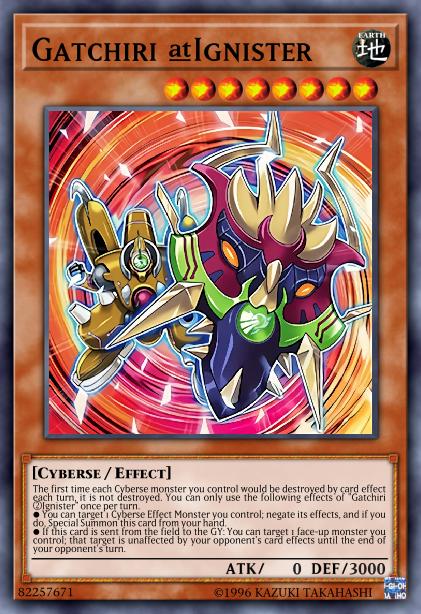 GATCHIRI @IGNISTER
EARTH
地
[CYBERSE / EFFECT]
The first time each Cyberse monster you control would be destroyed by card effect
each turn, it is not destroyed. You can only use the following effects of "Gatchiri
@Ignister" once per turn.
● You can target 1 Cyberse Effect Monster you control; negate its effects, and if you
do, Special Summon this card from your hand.
● If this card is sent from the field to the GY: You can target 1 face-up monster you
control; that target is unaffected by your opponent's card effects until the end of
your opponent's turn.
ATK/ 0 DEF/3000
82257671 ©1996 KAZUKI TAKAHASHI